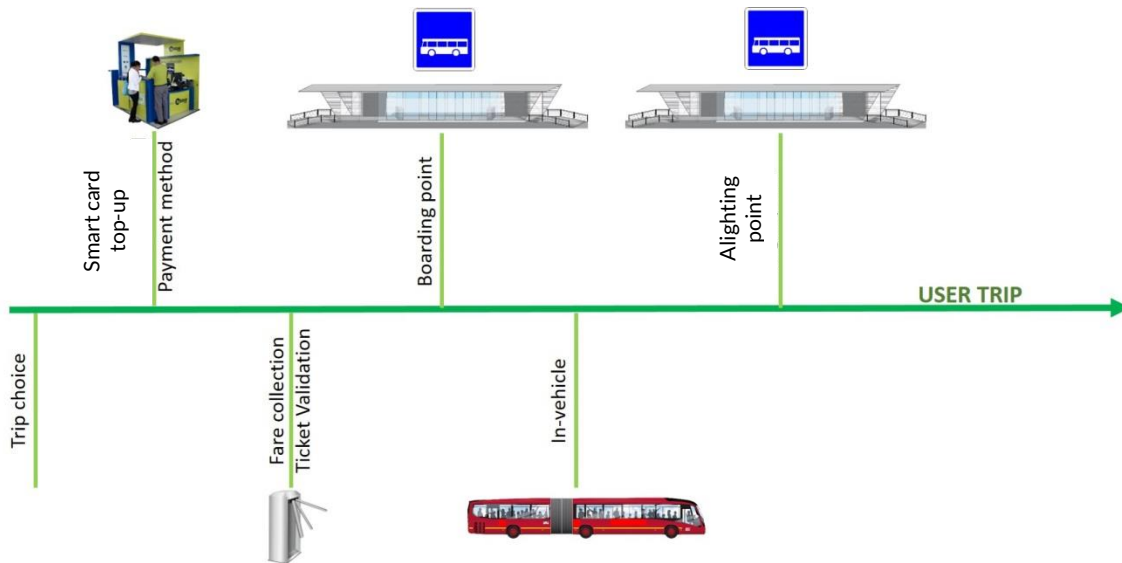 Smart card
top-up
Payment method
Boarding point
Alighting
point
USER TRIP
Trip choice
Fare collection
Ticket Validation
In-vehicle